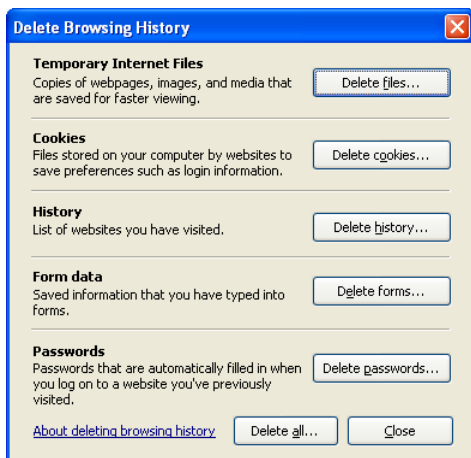 Delete Browsing History
Temporary Internet Files
Copies of webpages, images, and media that
are saved for faster viewing.
Delete files...
Cookies
Files stored on your computer by websites to
save preferences such as login information.
Delete cookies...
History
List of websites you have visited.
Delete history...
Form data
Saved information that you have typed into
forms.
Delete forms...
Passwords
Passwords that are automatically filled in when
you log on to a website you've previously
visited.
Delete passwords...
About deleting browsing history
Delete all...
Close